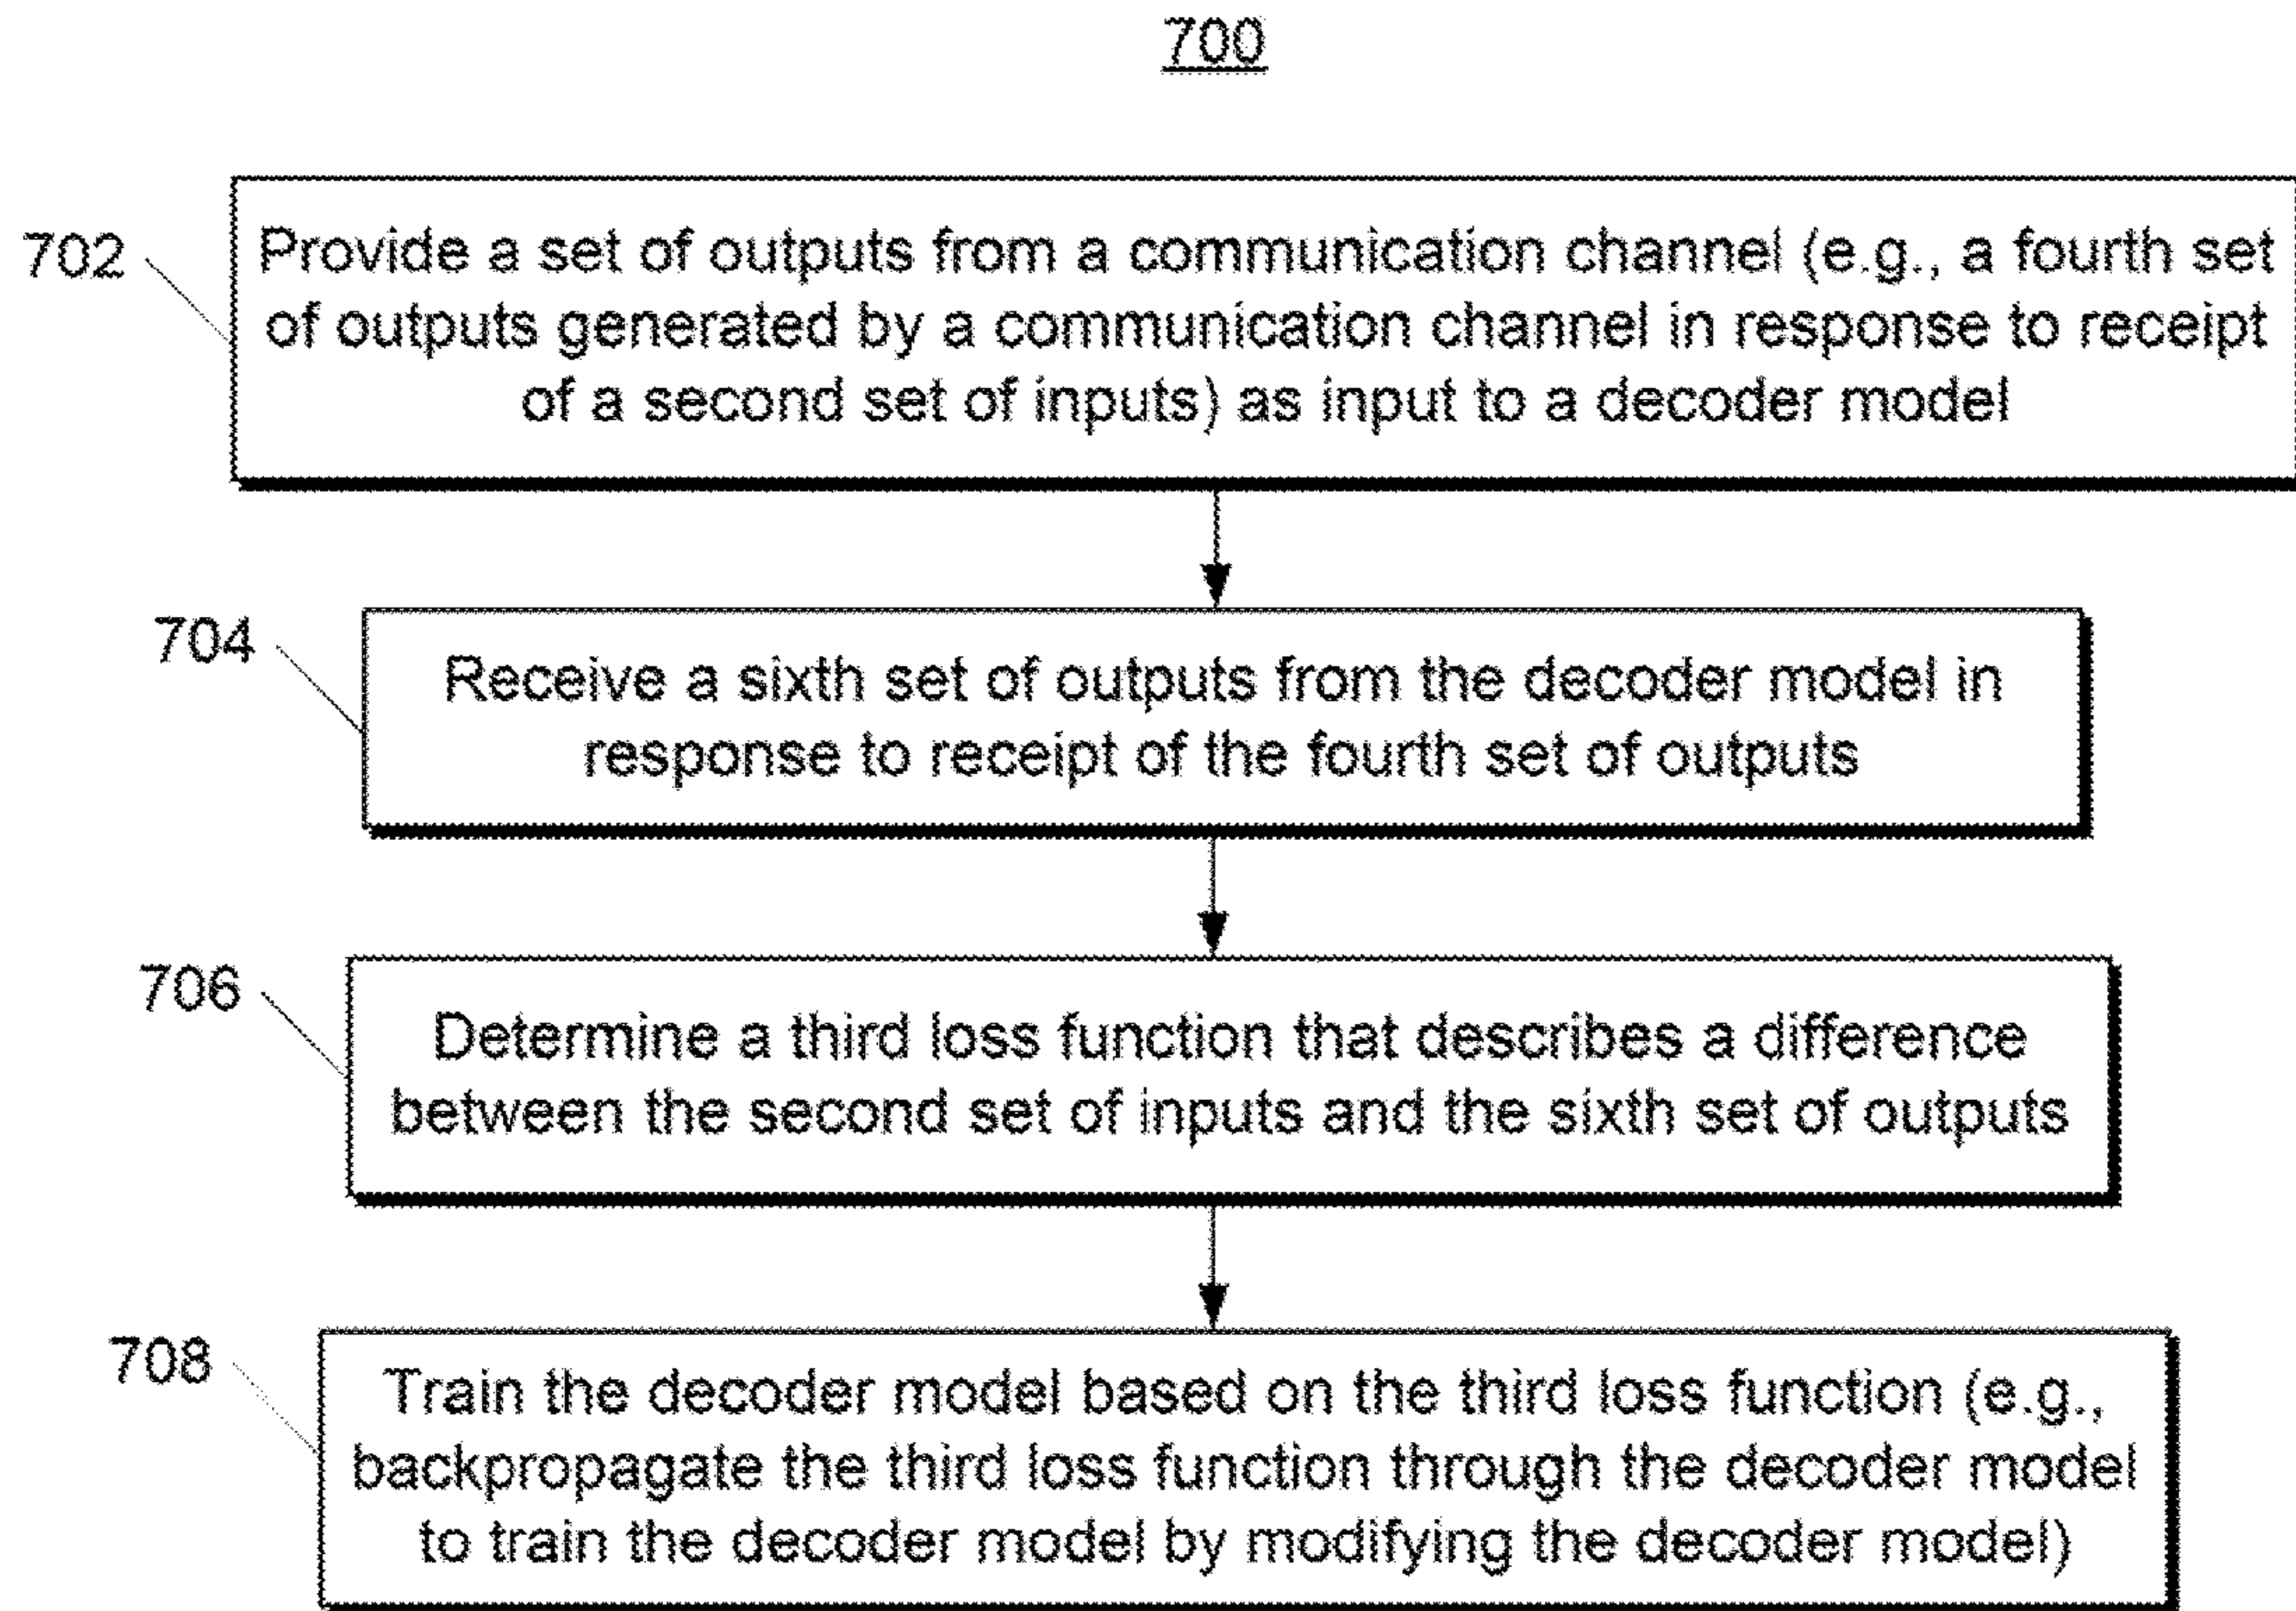 700
702
Provide a set of outputs from a communication channel (e.g., a fourth set
of outputs generated by a communication channel in response to receipt
of a second set of inputs) as input to a decoder model
704
Receive a sixth set of outputs from the decoder model in
response to receipt of the fourth set of outputs
706
Determine a third loss function that describes a difference
between the second set of inputs and the sixth set of outputs
708
Train the decoder model based on the third loss function (e.g.,
backpropagate the third loss function through the decoder model
to train the decoder model by modifying the decoder model)